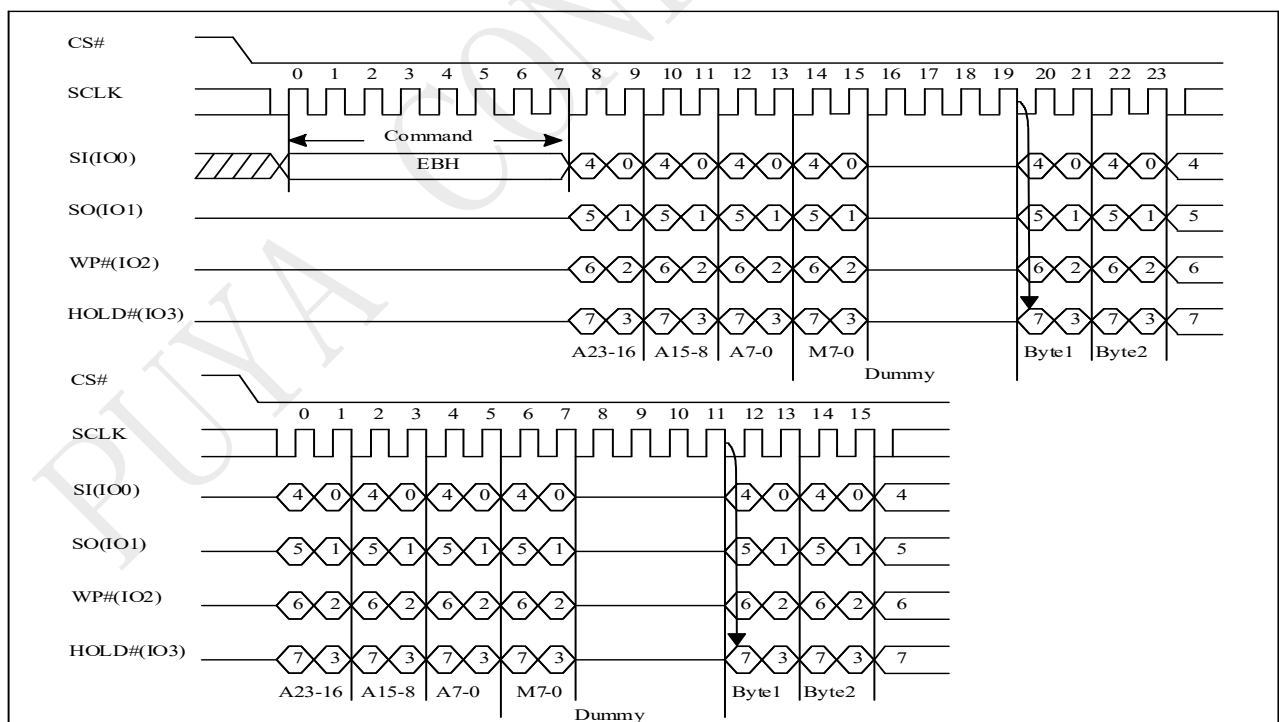 CS#
0 1 2 3 4 5 6 7 8 9 10 11 12 13 14 15 16 17 18 19 20 21 22 23
SCLK
Command
SI(IO0) EBH 4 0 4 0 4 0 4 0 4 0 4 0 4
SO(IO1) 5 1 5 1 5 1 5 1 5 1 5 1 5
WP#(IO2) 6 2 6 2 6 2 6 2 6 2 6 2 6
HOLD#(IO3) 7 3 7 3 7 3 7 3 7 3 7 3 7
A23-16 A15-8 A7-0 M7-0 Byte1 Byte2
Dummy
CS#
0 1 2 3 4 5 6 7 8 9 10 11 12 13 14 15
SCLK
SI(IO0) 4 0 4 0 4 0 4 0 4 0 4 0 4
SO(IO1) 5 1 5 1 5 1 5 1 5 1 5 1 5
WP#(IO2) 6 2 6 2 6 2 6 2 6 2 6 2 6
HOLD#(IO3) 7 3 7 3 7 3 7 3 7 3 7 3 7
A23-16 A15-8 A7-0 M7-0 Byte1 Byte2
Dummy
PUYA